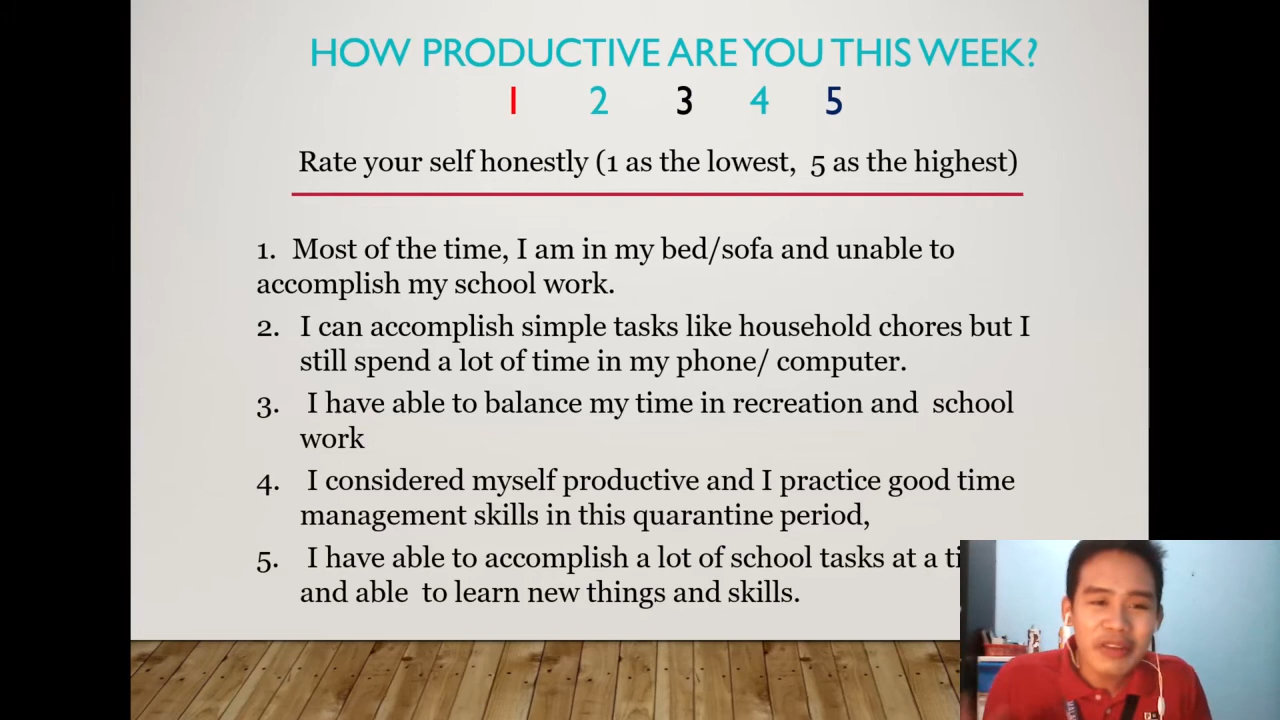 HOW PRODUCTIVE ARE YOU THIS WEEK?
1 2 3 4 5
Rate your self honestly (1 as the lowest, 5 as the highest)
1. Most of the time, I am in my bed/sofa and unable to
accomplish my school work.
2. I can accomplish simple tasks like household chores but I
still spend a lot of time in my phone/ computer.
3. I have able to balance my time in recreation and school
work
4. I considered myself productive and I practice good time
management skills in this quarantine period,
5. I have able to accomplish a lot of school tasks at a
and able to learn new things and skills.